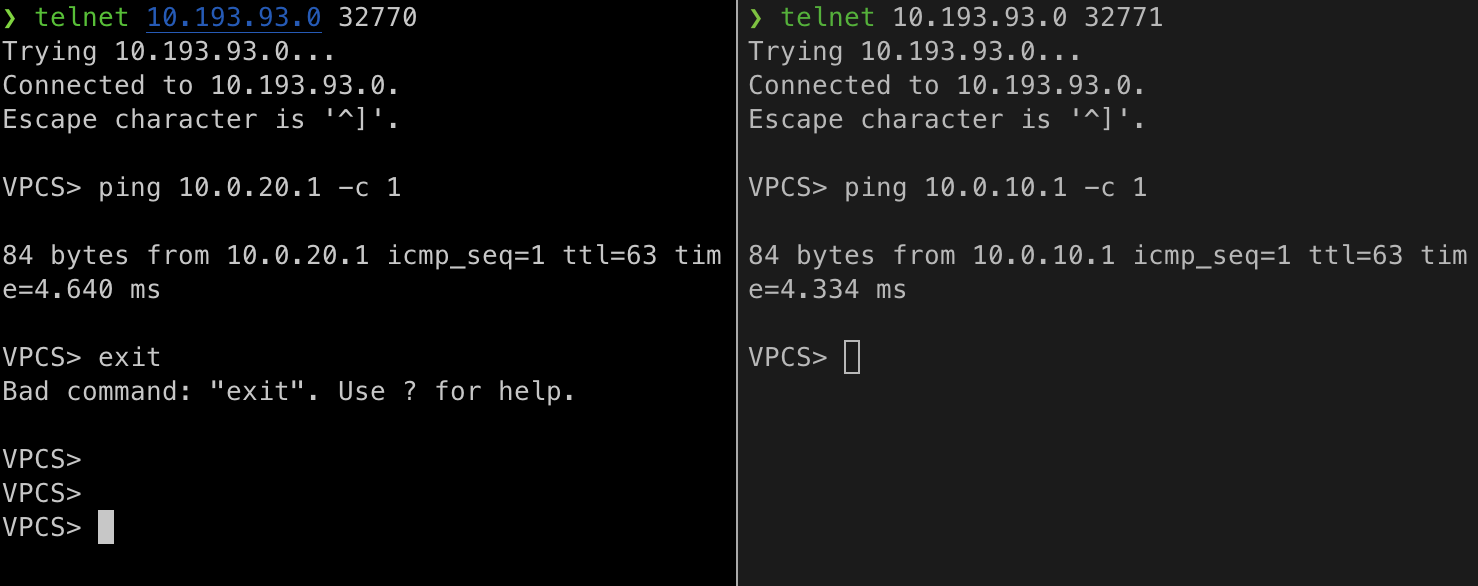 ❯ telnet 10.193.93.0 32770
Trying 10.193.93.0...
Connected to 10.193.93.0.
Escape character is '^]'.
VPCS> ping 10.0.20.1 -c 1
84 bytes from 10.0.20.1 icmp_seq=1 ttl=63 tim
e=4.640 ms
VPCS> exit
Bad command: "exit". Use ? for help.
VPCS>
VPCS>
VPCS>
❯ telnet 10.193.93.0 32771
Trying 10.193.93.0...
Connected to 10.193.93.0.
Escape character is '^]'.
VPCS> ping 10.0.10.1 -c 1
84 bytes from 10.0.10.1 icmp_seq=1 ttl=63 tim
e=4.334 ms
VPCS>